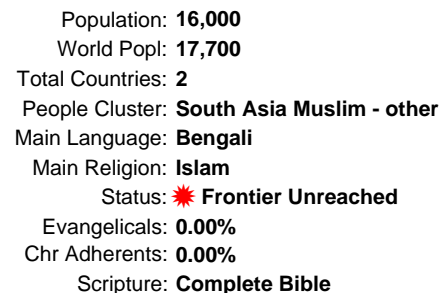 Population: 16,000
World Popl: 17,700
Total Countries: 2
People Cluster: South Asia Muslim - other
Main Language: Bengali
Main Religion: Islam
Status: Frontier Unreached
Evangelicals: 0.00%
Chr Adherents: 0.00%
Scripture: Complete Bible